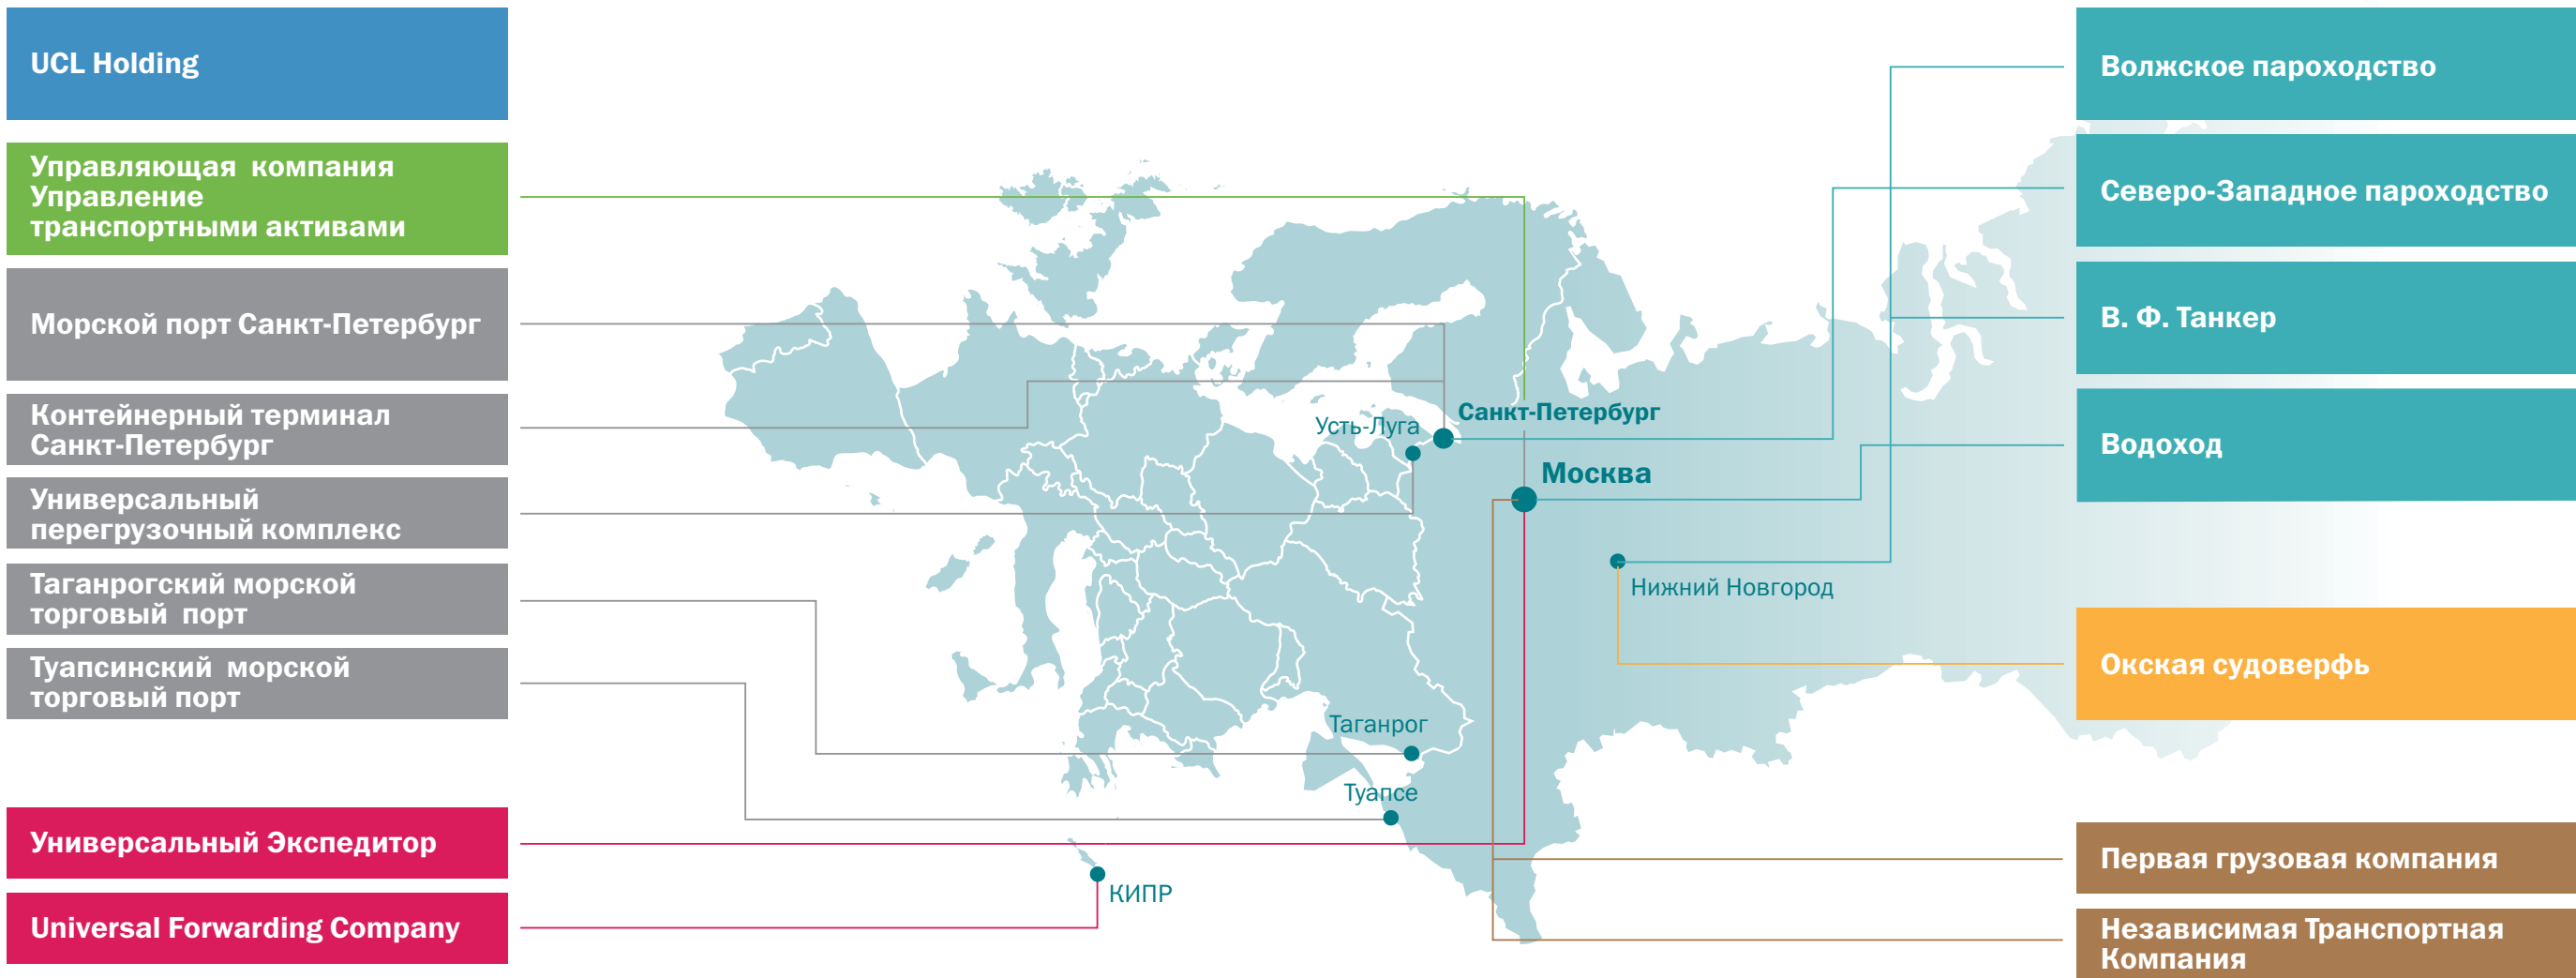 UCL Holding
Управляющая компания
Управление
транспортными активами
Морской порт Санкт-Петербург
Контейнерный терминал
Санкт-Петербург
Универсальный
перегрузочный комплекс
Таганрогский морской
торговый порт
Туапсинский морской
торговый порт
Универсальный Экспедитор
Universal Forwarding Company
Санкт-Петербург
Усть-Луга
Москва
Нижний Новгород
Таганрог
Туапсе
КИПР
Волжское пароходство
Северо-Западное пароходство
В. Ф. Танкер
Водоход
Окская судоверфь
Первая грузовая компания
Независимая Транспортная
Компания